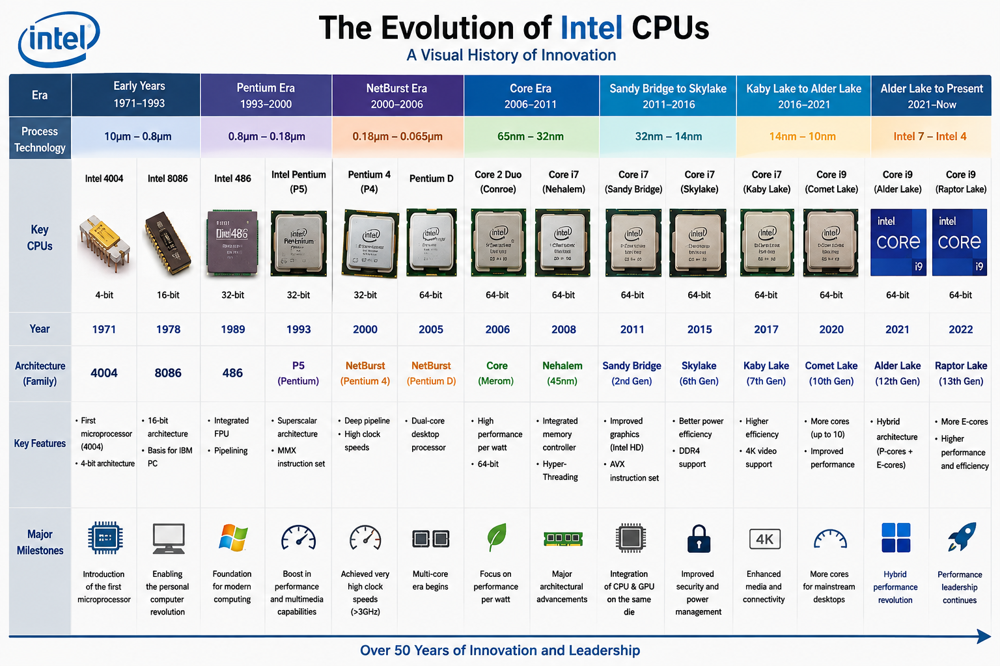 intel
The Evolution of Intel CPUs
A Visual History of Innovation
Era
Early Years
1971–1993
Pentium Era
1993–2000
NetBurst Era
2000–2006
Core Era
2006–2011
Sandy Bridge to Skylake
2011–2016
Kaby Lake to Alder Lake
2016–2021
Alder Lake to Present
2021–Now
Process
Technology
10µm – 0.8µm
0.8µm – 0.18µm
0.18µm – 0.065µm
65nm – 32nm
32nm – 14nm
14nm – 10nm
Intel 7 – Intel 4
Key
CPUs
Intel 4004
4-bit
Intel 8086
16-bit
Intel 486
32-bit
Intel Pentium
(P5)
intel
32-bit
Pentium 4
(P4)
intel
32-bit
Pentium D
intel
64-bit
Core 2 Duo
(Conroe)
intel
64-bit
Core i7
(Nehalem)
intel
64-bit
Core i7
(Sandy Bridge)
intel
64-bit
Core i7
(Skylake)
intel
64-bit
Core i7
(Kaby Lake)
intel
64-bit
Core i9
(Comet Lake)
intel
64-bit
Core i9
(Alder Lake)
intel
CORE
i9
64-bit
Core i9
(Raptor Lake)
intel
CORE
i9
64-bit
Year
1971
1978
1989
1993
2000
2005
2006
2008
2011
2015
2017
2020
2021
2022
Architecture
(Family)
4004
8086
486
P5
(Pentium)
NetBurst
(Pentium 4)
NetBurst
(Pentium D)
Core
(Merom)
Nehalem
(45nm)
Sandy Bridge
(2nd Gen)
Skylake
(6th Gen)
Kaby Lake
(7th Gen)
Comet Lake
(10th Gen)
Alder Lake
(12th Gen)
Raptor Lake
(13th Gen)
Key Features
• First
microprocessor
(4004)
• 4-bit architecture
• 16-bit
architecture
• Basis for IBM
PC
• Integrated
FPU
• Pipelining
• Superscalar
architecture
• MMX
instruction set
• Deep pipeline
• High clock
speeds
• Dual-core
desktop
processor
• High
performance
per watt
• 64-bit
• Integrated
memory
controller
• Hyper-
Threading
• Improved
graphics
(Intel HD)
• AVX
instruction set
• Better power
efficiency
• DDR4
support
• Higher
efficiency
• 4K video
support
• More cores
(up to 10)
• Improved
performance
• Hybrid
architecture
(P-cores +
E-cores)
• More E-cores
• Higher
performance
and efficiency
Major
Milestones
Introduction
of the first
microprocessor
Enabling
the personal
computer
revolution
Foundation
for modern
computing
Boost in
performance
and multimedia
capabilities
Achieved very
high clock
speeds
(>3GHz)
Multi-core
era begins
Focus on
performance
per watt
Major
architectural
advancements
Integration
of CPU & GPU
on the same
die
Improved
security and
power
management
4K
Enhanced
media and
connectivity
More cores
for mainstream
desktops
Hybrid
performance
revolution
Performance
leadership
continues
Over 50 Years of Innovation and Leadership